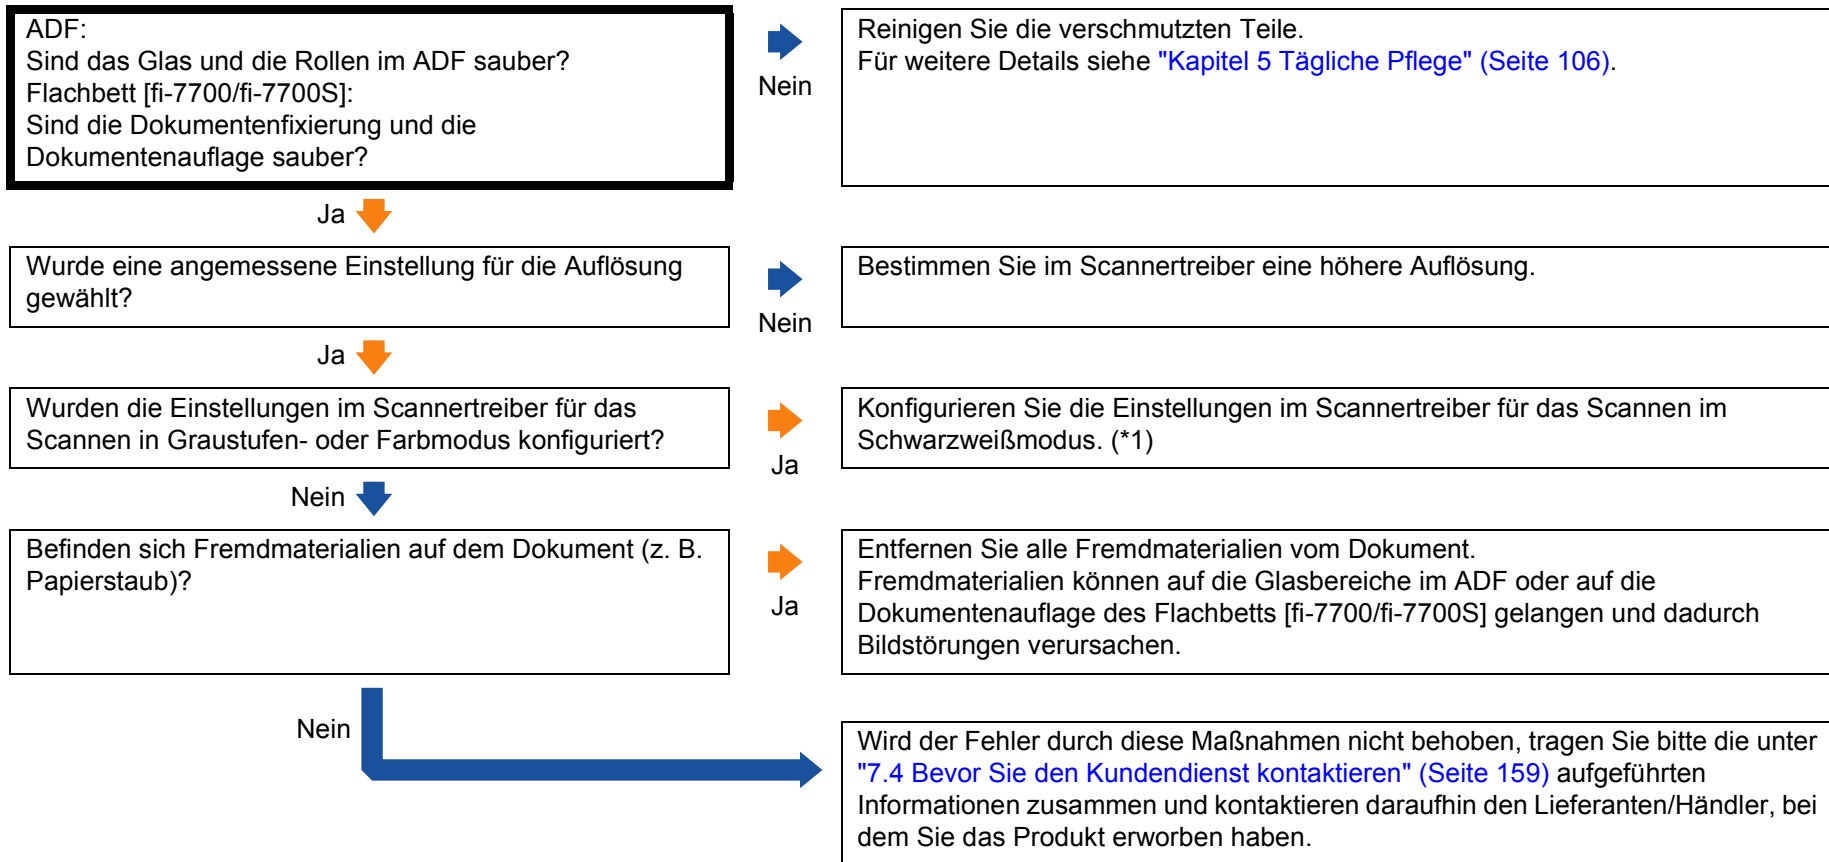 ADF:
Sind das Glas und die Rollen im ADF sauber?
Flachbett [fi-7700/fi-7700S]:
Sind die Dokumentenfixierung und die
Dokumentenauflage sauber?
Nein
Reinigen Sie die verschmutzten Teile.
Für weitere Details siehe "Kapitel 5 Tägliche Pflege" (Seite 106).
Ja
Wurde eine angemessene Einstellung für die Auflösung
gewählt?
Nein
Bestimmen Sie im Scannertreiber eine höhere Auflösung.
Ja
Wurden die Einstellungen im Scannertreiber für das
Scannen in Graustufen- oder Farbmodus konfiguriert?
Ja
Konfigurieren Sie die Einstellungen im Scannertreiber für das Scannen im
Schwarzweißmodus. (*1)
Nein
Befinden sich Fremdmaterialien auf dem Dokument (z. B.
Papierstaub)?
Ja
Entfernen Sie alle Fremdmaterialien vom Dokument.
Fremdmaterialien können auf die Glasbereiche im ADF oder auf die
Dokumentenauflage des Flachbetts [fi-7700/fi-7700S] gelangen und dadurch
Bildstörungen verursachen.
Nein
Wird der Fehler durch diese Maßnahmen nicht behoben, tragen Sie bitte die unter
"7.4 Bevor Sie den Kundendienst kontaktieren" (Seite 159) aufgeführten
Informationen zusammen und kontaktieren daraufhin den Lieferanten/Händler, bei
dem Sie das Produkt erworben haben.